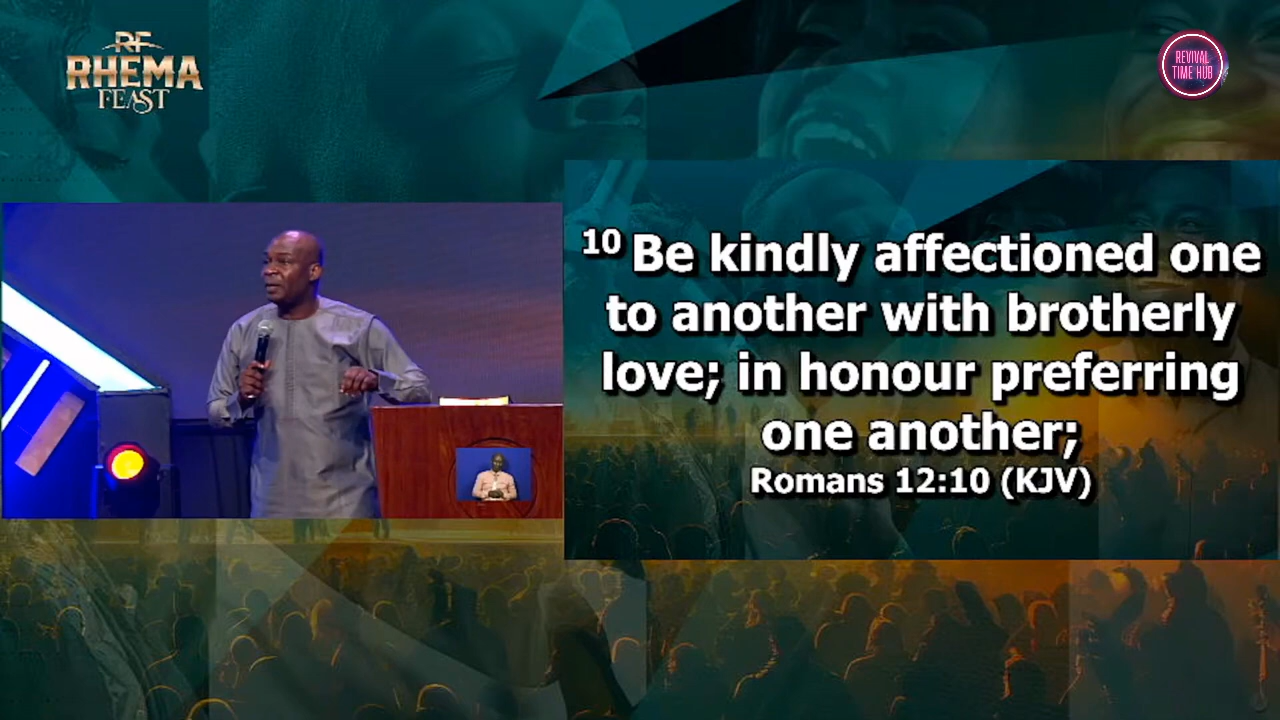 RF
RHEMA
FEAST
REVIVAL
TIME HUB
10 Be kindly affectioned one
to another with brotherly
love; in honour preferring
one another;
Romans 12:10 (KJV)